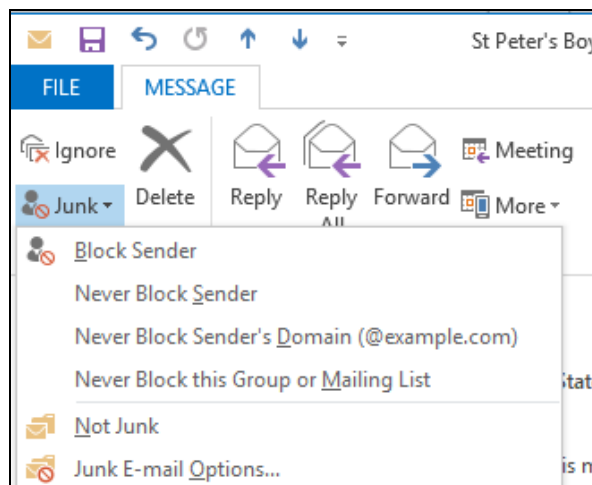 St Peter's Boy
FILE MESSAGE
Ignore
Junk Delete Reply Reply All Forward Meeting
More
Block Sender
Never Block Sender
Never Block Sender's Domain (@example.com)
Never Block this Group or Mailing List
Not Junk
Junk E-mail Options...